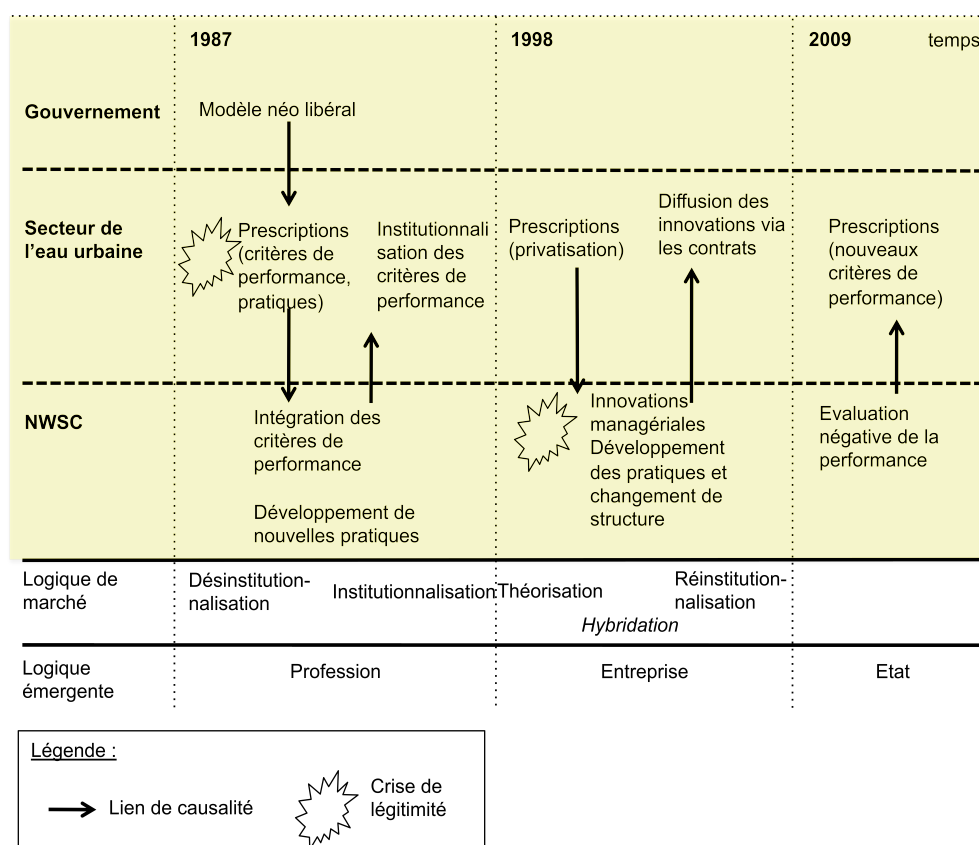 1987
1998
2009
temps
Gouvernement
Modèle néo libéral
Secteur de
l'eau urbaine
Prescriptions
(critères de
performance,
pratiques)
Institutionnali
sation des
critères de
performance
Prescriptions
(privatisation)
Diffusion des
innovations via
les contrats
Prescriptions
(nouveaux
critères de
performance)
NWSC
Intégration des
critères de
performance
Développement de
nouvelles pratiques
Innovations
managériales
Développement
des pratiques et
changement de
structure
Evaluation
négative de la
performance
Logique de
marché
Désinstitution-
nalisation
Institutionnalisation
Théorisation
Réinstitution-
nalisation
Hybridation
Logique
émergente
Profession
Entreprise
Etat
Légende :
Lien de causalité
Crise de
légitimité